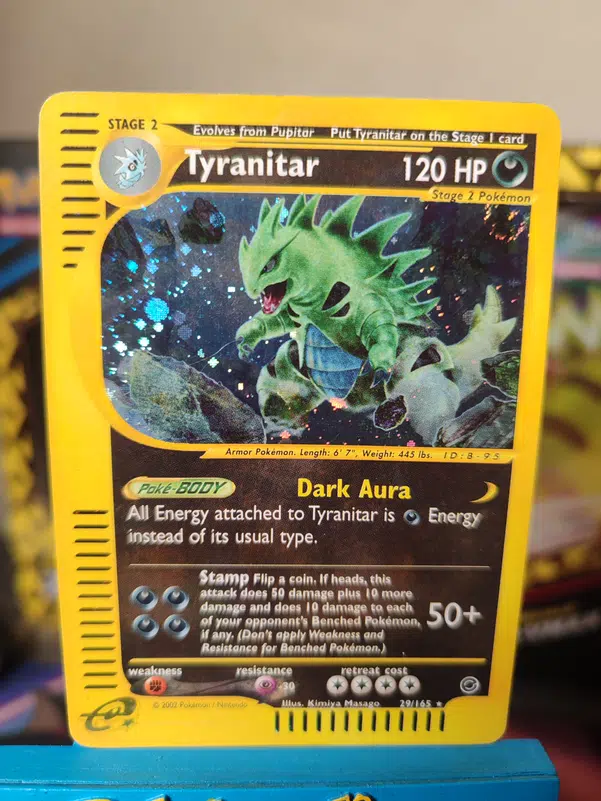 STAGE 2
Evolves from Pupitar Put Tyranitar on the Stage 1 card
Tyranitar 120 HP
Stage 2 Pokémon
Armor Pokémon. Length: 6' 7", Weight: 445 lbs. ID:B-95
Poké-BODY Dark Aura
All Energy attached to Tyranitar is Energy
instead of its usual type.
Stamp Flip a coin. If heads, this
attack does 50 damage plus 10 more
damage and does 10 damage to each
of your opponent's Benched Pokémon,
if any. (Don't apply Weakness and
Resistance for Benched Pokémon.)
50+
weakness resistance retreat cost
-30
© 2002 Pokémon / Nintendo Illus. Kimiya Masago 29/165 ★